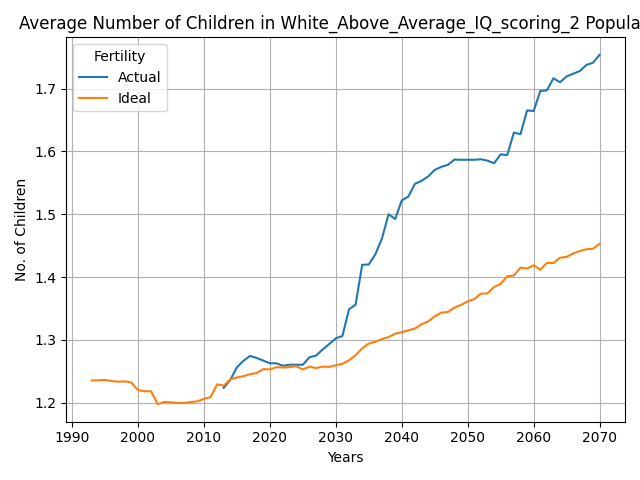 Average Number of Children in White_Above_Average_IQ_scoring_2 Popula
Fertility
Actual
Ideal
No. of Children
1.7
1.6
1.5
1.4
1.3
1.2
1990 2000 2010 2020 2030 2040 2050 2060 2070
Years